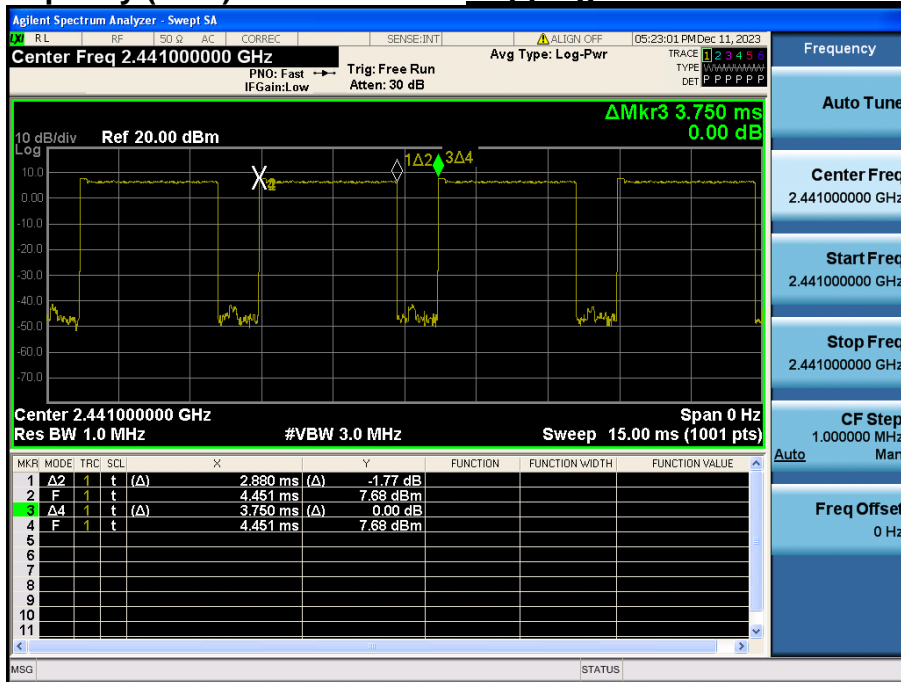 Agilent Spectrum Analyzer - Swept SA
LXI RL RF 50 Ω AC CORREC SENSE:INT ALIGN OFF 05:23:01 PM Dec 11, 2023
Center Freq 2.441000000 GHz
PNO: Fast
IFGain:Low
Trig: Free Run
Atten: 30 dB
Avg Type: Log-Pwr
TRACE 1 2 3 4 5 6
TYPE WWWWWW
DET P P P P P P
ΔMkr3 3.750 ms
0.00 dB
10 dB/div Ref 20.00 dBm
Log
10.0
0.00
-10.0
-20.0
-30.0
-40.0
-50.0
-60.0
-70.0
1Δ2 3Δ4
Center 2.441000000 GHz Span 0 Hz
Res BW 1.0 MHz #VBW 3.0 MHz Sweep 15.00 ms (1001 pts)
MKR MODE TRC SCL X Y FUNCTION FUNCTION WIDTH FUNCTION VALUE
1 Δ2 1 t (Δ) 2.880 ms (Δ) -1.77 dB
2 F 1 t 4.451 ms 7.68 dBm
3 Δ4 1 t (Δ) 3.750 ms (Δ) 0.00 dB
4 F 1 t 4.451 ms 7.68 dBm
5
6
7
8
9
10
11
MSG STATUS
Frequency
Auto Tune
Center Freq
2.441000000 GHz
Start Freq
2.441000000 GHz
Stop Freq
2.441000000 GHz
CF Step
1.000000 MHz
Auto Man
Freq Offset
0 Hz